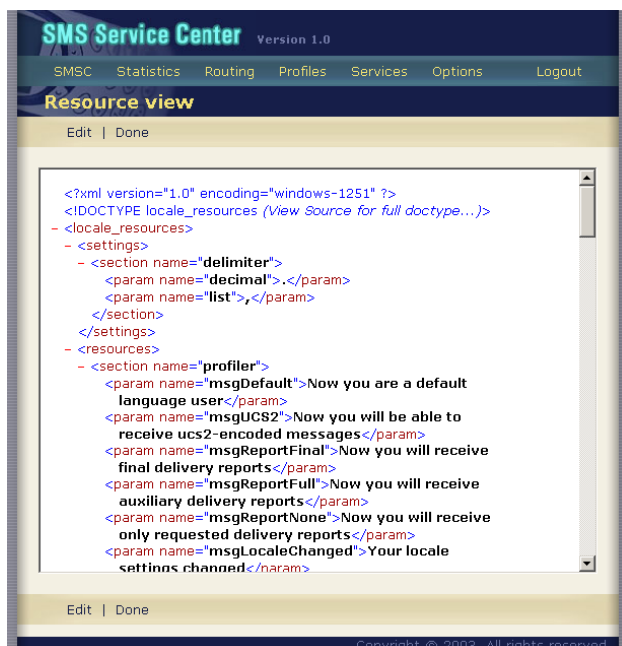 SMS Service Center Version 1.0
SMSC Statistics Routing Profiles Services Options Logout
Resource view
Edit | Done
<?xml version="1.0" encoding="windows-1251" ?>
<!DOCTYPE locale_resources (View Source for full doctype...)>
- <locale_resources>
- <settings>
- <section name="delimiter">
<param name="decimal">.</param>
<param name="list">,</param>
</section>
</settings>
- <resources>
- <section name="profiler">
<param name="msgDefault">Now you are a default
language user</param>
<param name="msgUCS2">Now you will be able to
receive ucs2-encoded messages</param>
<param name="msgReportFinal">Now you will receive
final delivery reports</param>
<param name="msgReportFull">Now you will receive
auxiliary delivery reports</param>
<param name="msgReportNone">Now you will receive
only requested delivery reports</param>
<param name="msgLocaleChanged">Your locale
settings changed</param>
Edit | Done
Copyright © 2003. All rights reserved